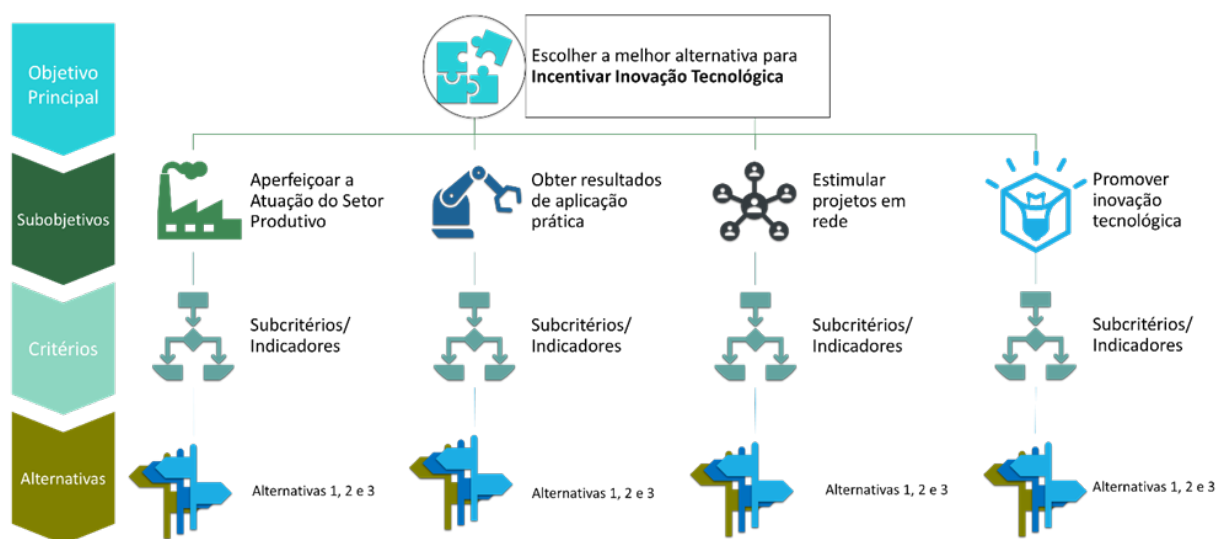 Objetivo
Principal
Escolher a melhor alternativa para
Incentivar Inovação Tecnológica
Subobjetivos
Aperfeiçoar a
Atuação do Setor
Produtivo
Obter resultados
de aplicação
prática
Estimular
projetos em
rede
Promover
inovação
tecnológica
Critérios
Subcritérios/
Indicadores
Subcritérios/
Indicadores
Subcritérios/
Indicadores
Subcritérios/
Indicadores
Alternativas
Alternativas 1, 2 e 3
Alternativas 1, 2 e 3
Alternativas 1, 2 e 3
Alternativas 1, 2 e 3